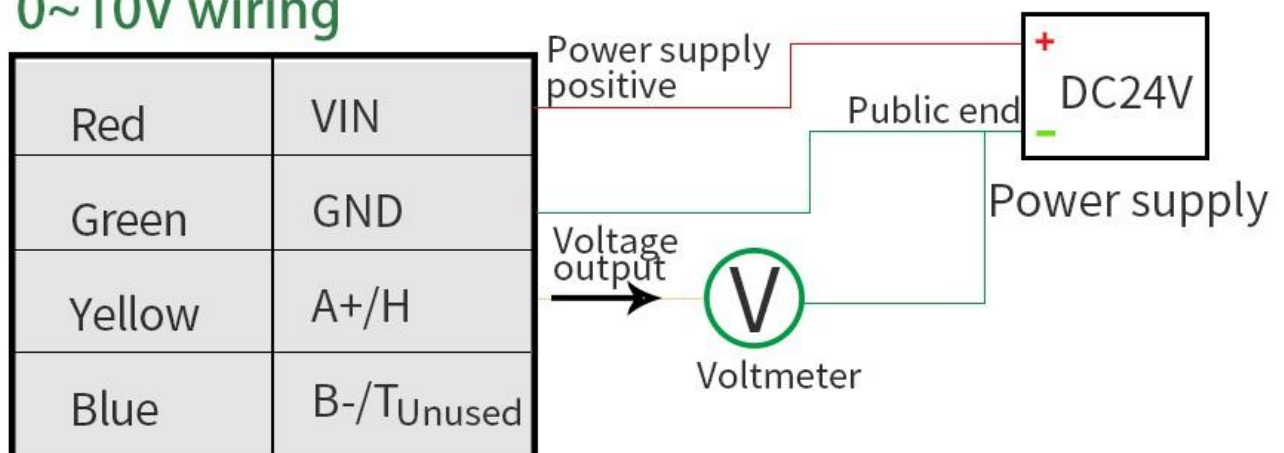 0~10V wiring
Power supply
positive
+
DC24V
Red
VIN
Public end
-
Power supply
Green
GND
Voltage
output
V
Yellow
A+/H
Voltmeter
Blue
B-/TUnused